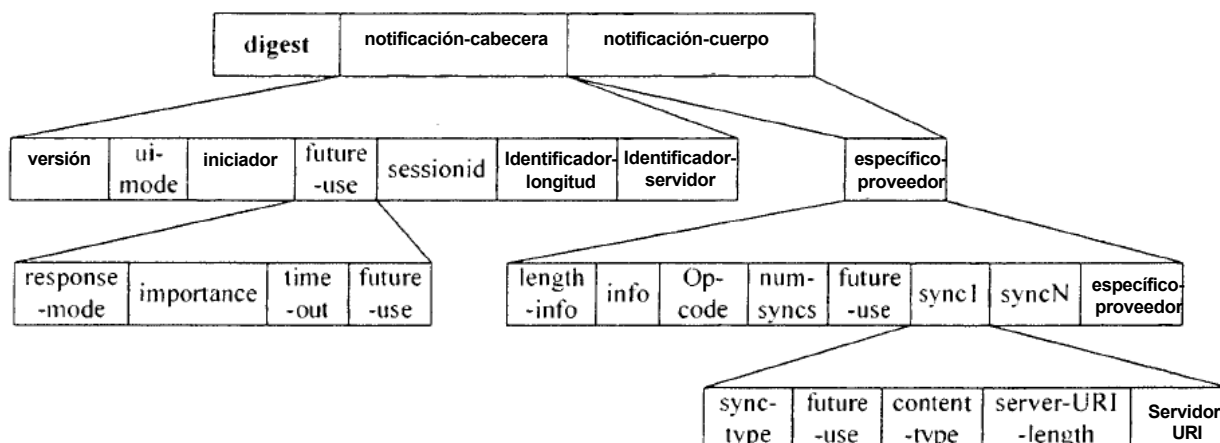 digest notificación-cabecera notificación-cuerpo
versión ui-mode iniciador future-use sessionid Identificador-longitud Identificador-servidor específico-proveedor
response-mode importance time-out future-use
length-info info Op-code num-syncs future-use sync1 syncN específico-proveedor
sync-type future-use content-type server-URI-length Servidor URI